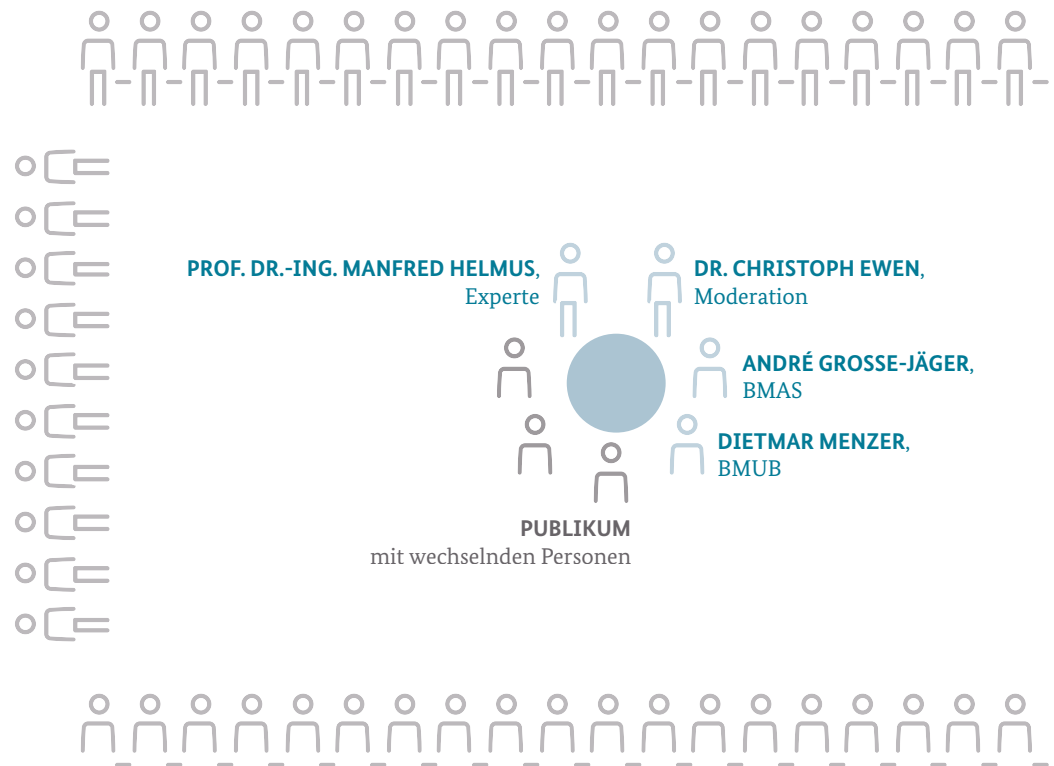 PROF. DR.-ING. MANFRED HELMUS,
Experte
DR. CHRISTOPH EWEN,
Moderation
ANDRÉ GROSSE-JÄGER,
BMAS
DIETMAR MENZER,
BMUB
PUBLIKUM
mit wechselnden Personen